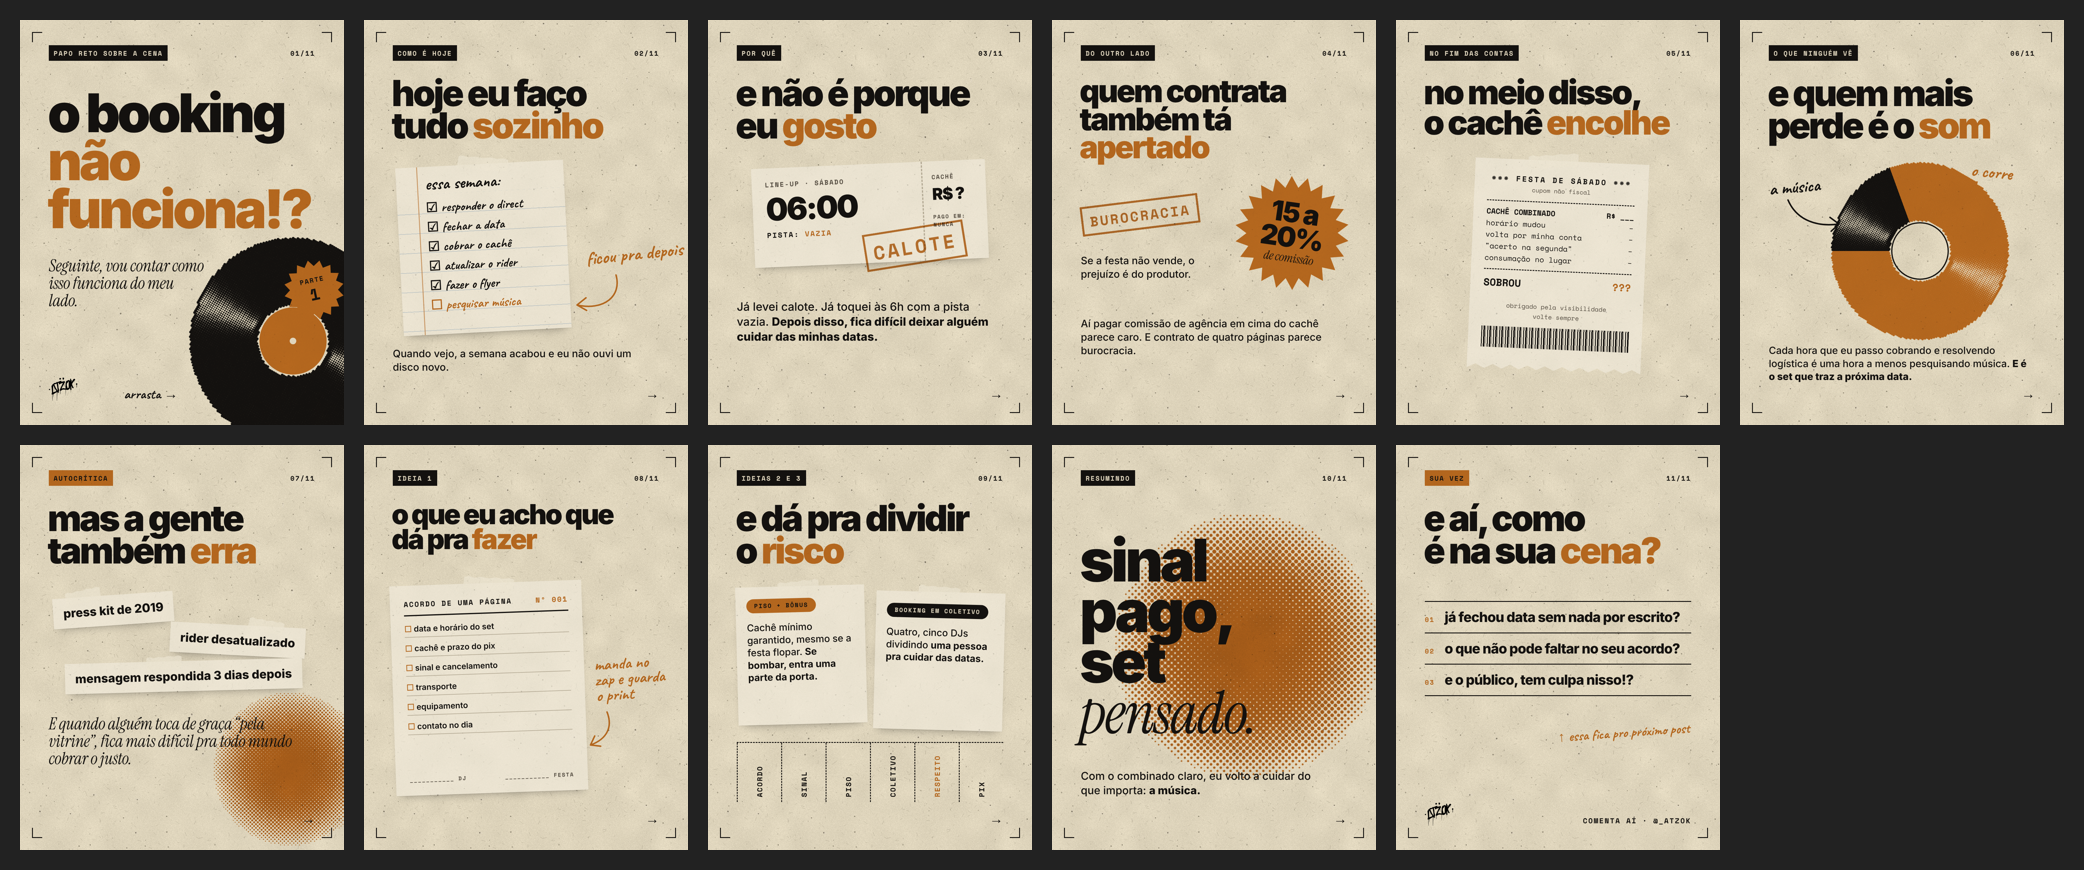 PAPO RETO SOBRE A CENA
01/11
o booking
não
funciona!?
Seguinte, vou contar como
isso funciona do meu
lado.
PARTE
1
ATZOK
arrasta →
COMO É HOJE
02/11
hoje eu faço
tudo sozinho
essa semana:
☑ responder o direct
☑ fechar a data
☑ cobrar o cachê
☑ atualizar o rider
☑ fazer o flyer
☐ pesquisar música
ficou pra depois
Quando vejo, a semana acabou e eu não ouvi um
disco novo.
→
POR QUÊ
03/11
e não é porque
eu gosto
LINE-UP · SÁBADO
06:00
PISTA: VAZIA
CACHÊ
R$?
PAGO EM:
CALOTE
Já levei calote. Já toquei às 6h com a pista
vazia. Depois disso, fica difícil deixar alguém
cuidar das minhas datas.
→
DO OUTRO LADO
04/11
quem contrata
também tá
apertado
BUROCRACIA
15 a
20%
de comissão
Se a festa não vende, o
prejuízo é do produtor.
Aí pagar comissão de agência em cima do cachê
parece caro. E contrato de quatro páginas parece
burocracia.
→
NO FIM DAS CONTAS
05/11
no meio disso,
o cachê encolhe
*** FESTA DE SÁBADO ***
cupom não fiscal
CACHÊ COMBINADO R$ ___
horário mudou -
volta por minha conta -
"acerto na segunda" -
consumação no lugar -
SOBROU ???
obrigado pela visibilidade
volte sempre
→
O QUE NINGUÉM VÊ
06/11
e quem mais
perde é o som
a música
o corre
Cada hora que eu passo cobrando e resolvendo
logística é uma hora a menos pesquisando música. E é
o set que traz a próxima data.
→
AUTOCRÍTICA
07/11
mas a gente
também erra
press kit de 2019
rider desatualizado
mensagem respondida 3 dias depois
E quando alguém toca de graça “pela
vitrine”, fica mais difícil pra todo mundo
cobrar o justo.
→
IDEIA 1
08/11
o que eu acho que
dá pra fazer
ACORDO DE UMA PÁGINA
N° 001
☐ data e horário do set
☐ cachê e prazo do pix
☐ sinal e cancelamento
☐ transporte
☐ equipamento
☐ contato no dia
DJ
FESTA
manda no
zap e guarda
o print
→
IDEIAS 2 E 3
09/11
e dá pra dividir
o risco
PISO + BÔNUS
Cachê mínimo
garantido, mesmo se a
festa flopar. Se
bombar, entra uma
parte da porta.
BOOKING EM COLETIVO
Quatro, cinco DJs
dividindo uma pessoa
pra cuidar das datas.
ACORDO
SINAL
PISO
COLETIVO
RESPEITO
PIX
→
RESUMINDO
10/11
sinal
pago,
set
pensado.
Com o combinado claro, eu volto a cuidar do
que importa: a música.
→
SUA VEZ
11/11
e aí, como
é na sua cena?
01 já fechou data sem nada por escrito?
02 o que não pode faltar no seu acordo?
03 e o público, tem culpa nisso!?
↑ essa fica pro próximo post
ATZOK
COMENTA AÍ · @_ATZOK